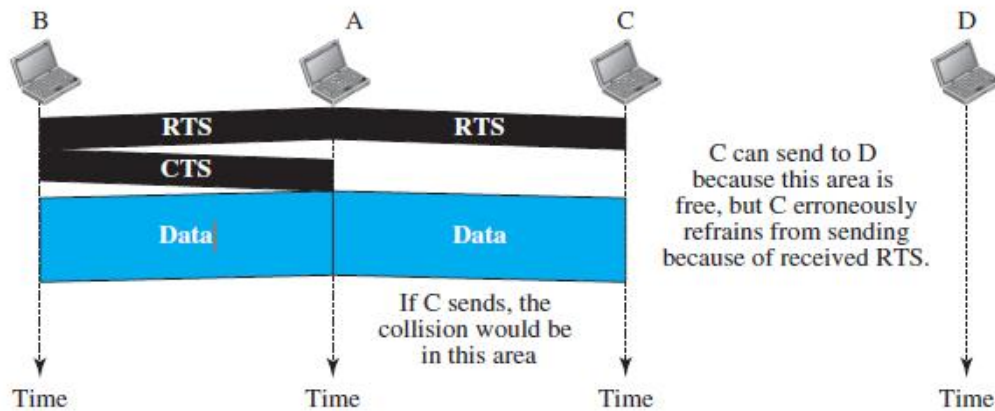 B
A
C
D
RTS
RTS
CTS
Data
Data
C can send to D
because this area is
free, but C erroneously
refrains from sending
because of received RTS.
If C sends, the
collision would be
in this area
Time
Time
Time
Time